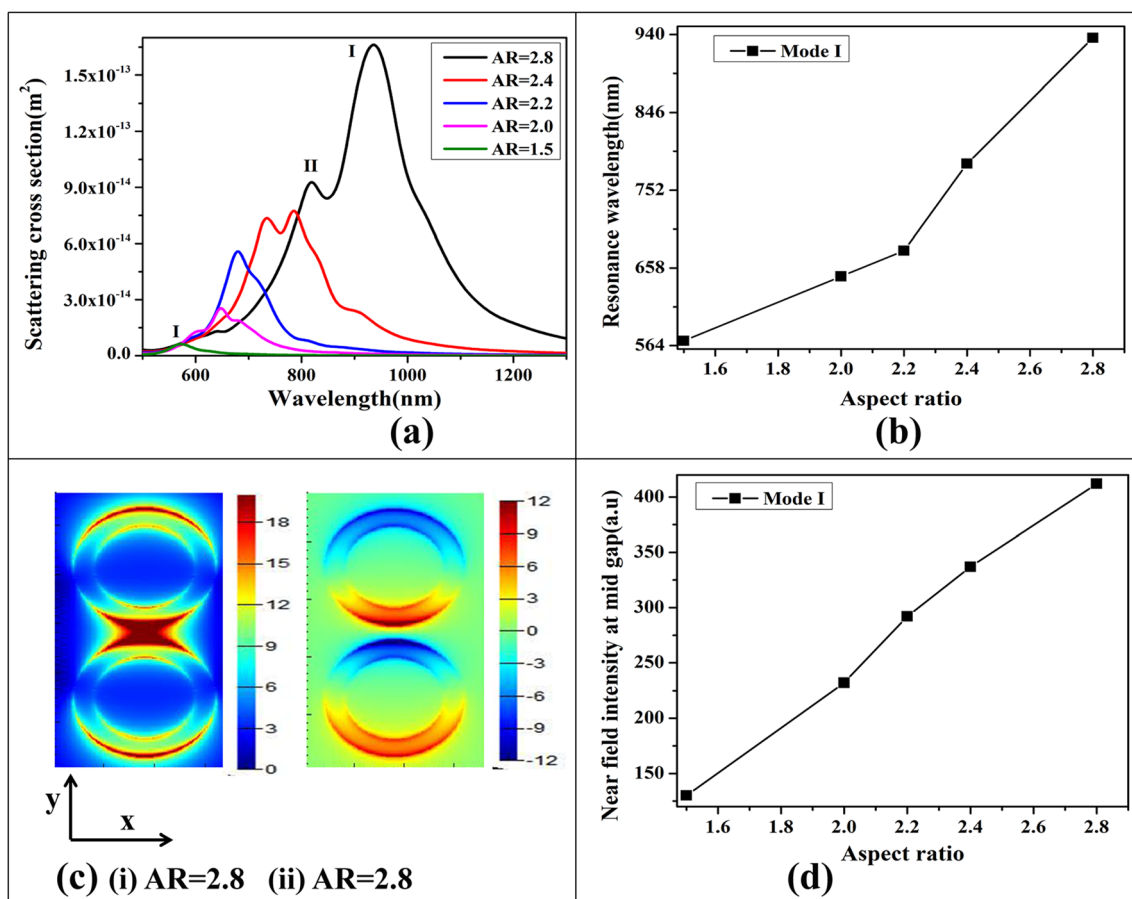 I
AR=2.8
AR=2.4
AR=2.2
AR=2.0
AR=1.5
II
I
Scattering cross section(m²)
1.5x10⁻¹³
1.2x10⁻¹³
9.0x10⁻¹⁴
6.0x10⁻¹⁴
3.0x10⁻¹⁴
0.0
600 800 1000 1200
Wavelength(nm)
(a)
Mode I
Resonance wavelength(nm)
940
846
752
658
564
1.6 1.8 2.0 2.2 2.4 2.6 2.8
Aspect ratio
(b)
18
15
12
9
6
3
0
12
9
6
3
0
-3
-6
-9
-12
y
x
(c) (i) AR=2.8 (ii) AR=2.8
Mode I
Near field intensity at mid gap(a.u)
400
350
300
250
200
150
1.6 1.8 2.0 2.2 2.4 2.6 2.8
Aspect ratio
(d)